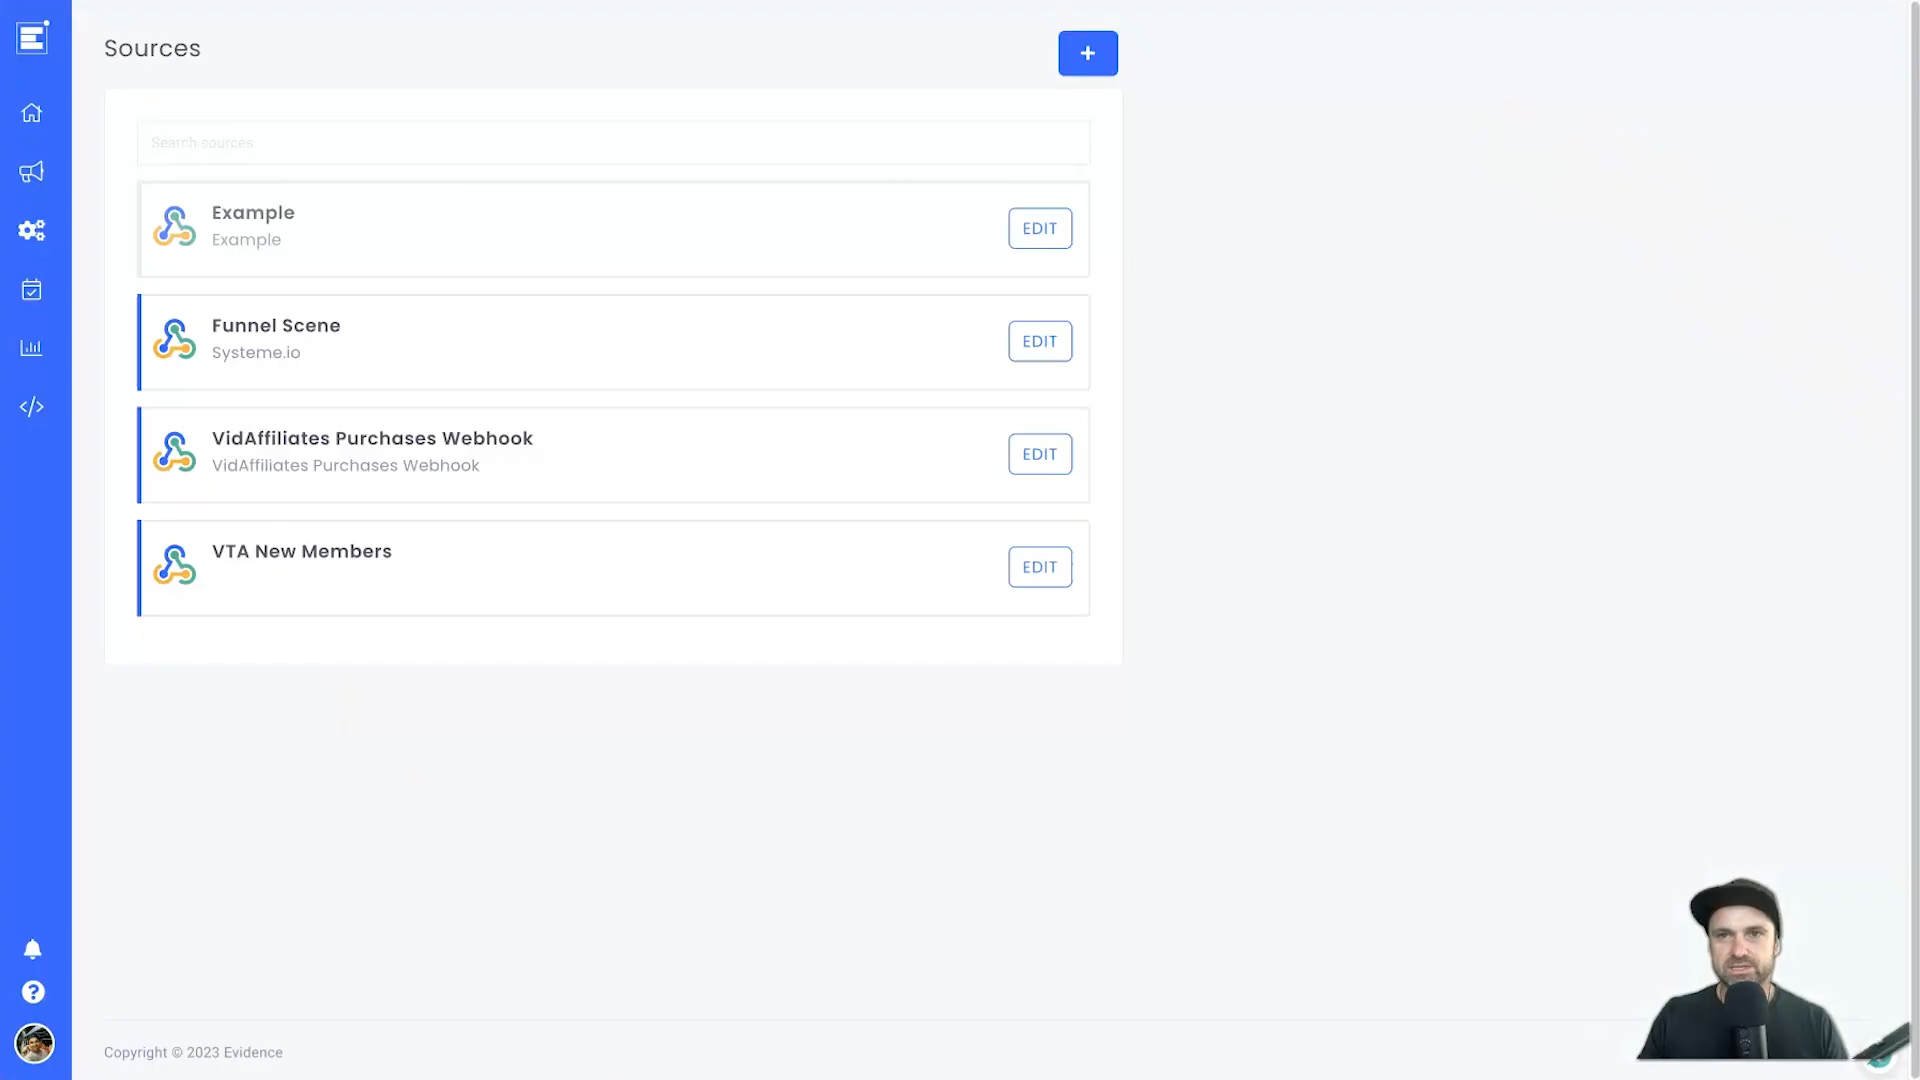 Sources
+
Search sources
Example
Example
EDIT
Funnel Scene
Systeme.io
EDIT
VidAffiliates Purchases Webhook
VidAffiliates Purchases Webhook
EDIT
VTA New Members
EDIT
Copyright © 2023 Evidence